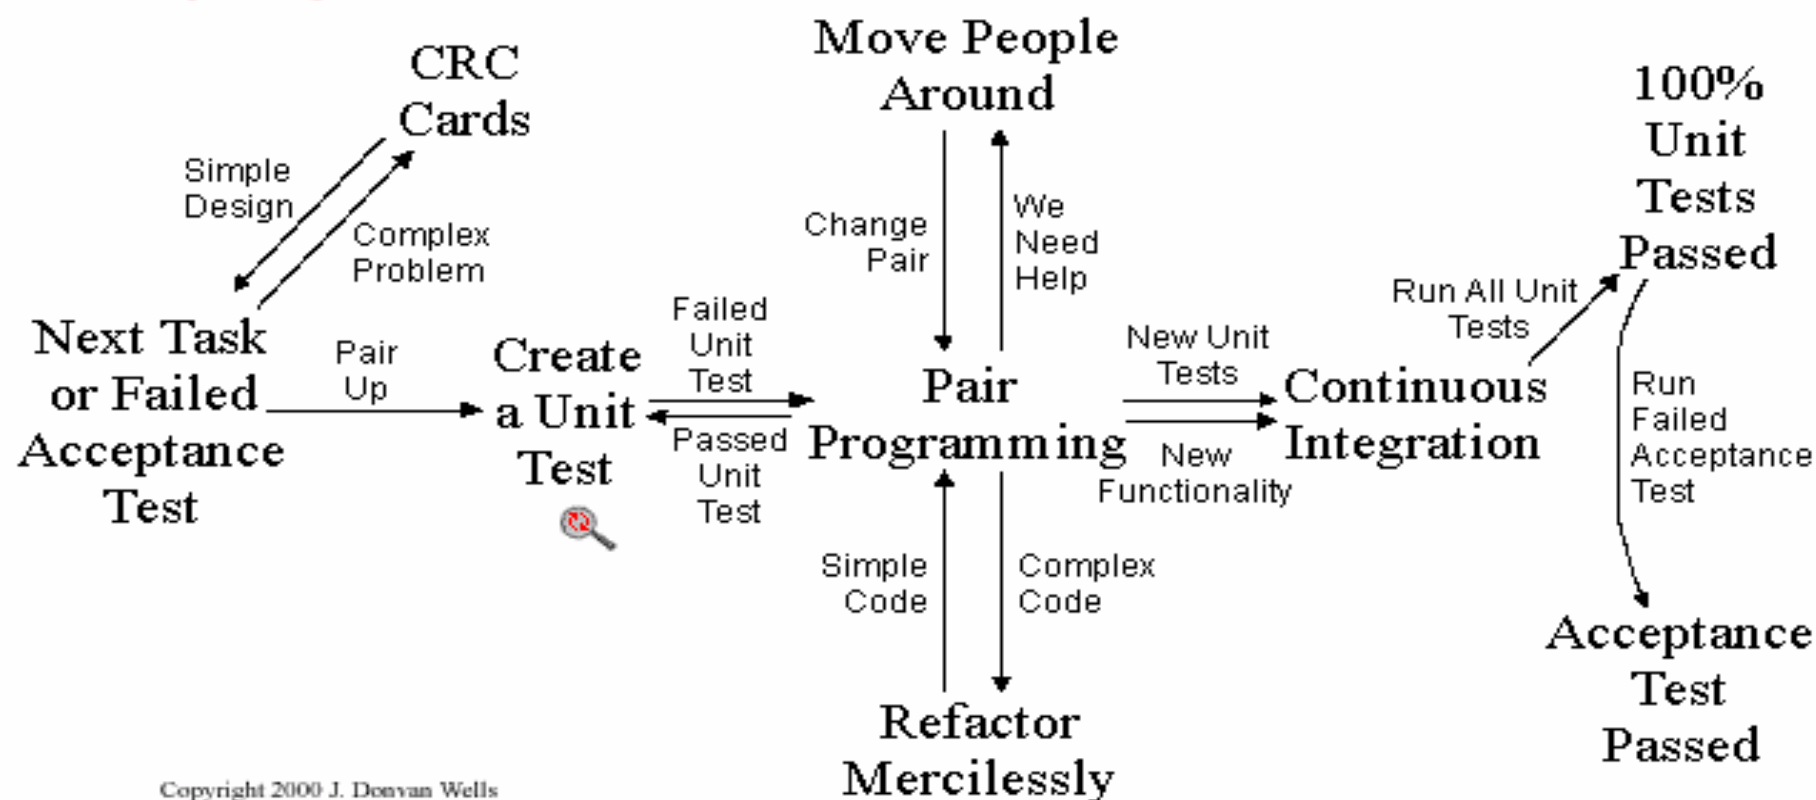 CRC
Cards
Simple
Design
Complex
Problem
Next Task
or Failed
Acceptance
Test
Pair
Up
Create
a Unit
Test
Failed
Unit
Test
Passed
Unit
Test
Move People
Around
Change
Pair
We
Need
Help
Pair
Programming
Simple
Code
Complex
Code
Refactor
Mercilessly
New Unit
Tests
New
Functionality
Continuous
Integration
Run All Unit
Tests
100%
Unit
Tests
Passed
Run
Failed
Acceptance
Test
Acceptance
Test
Passed
Copyright 2000 J. Donvan Wells